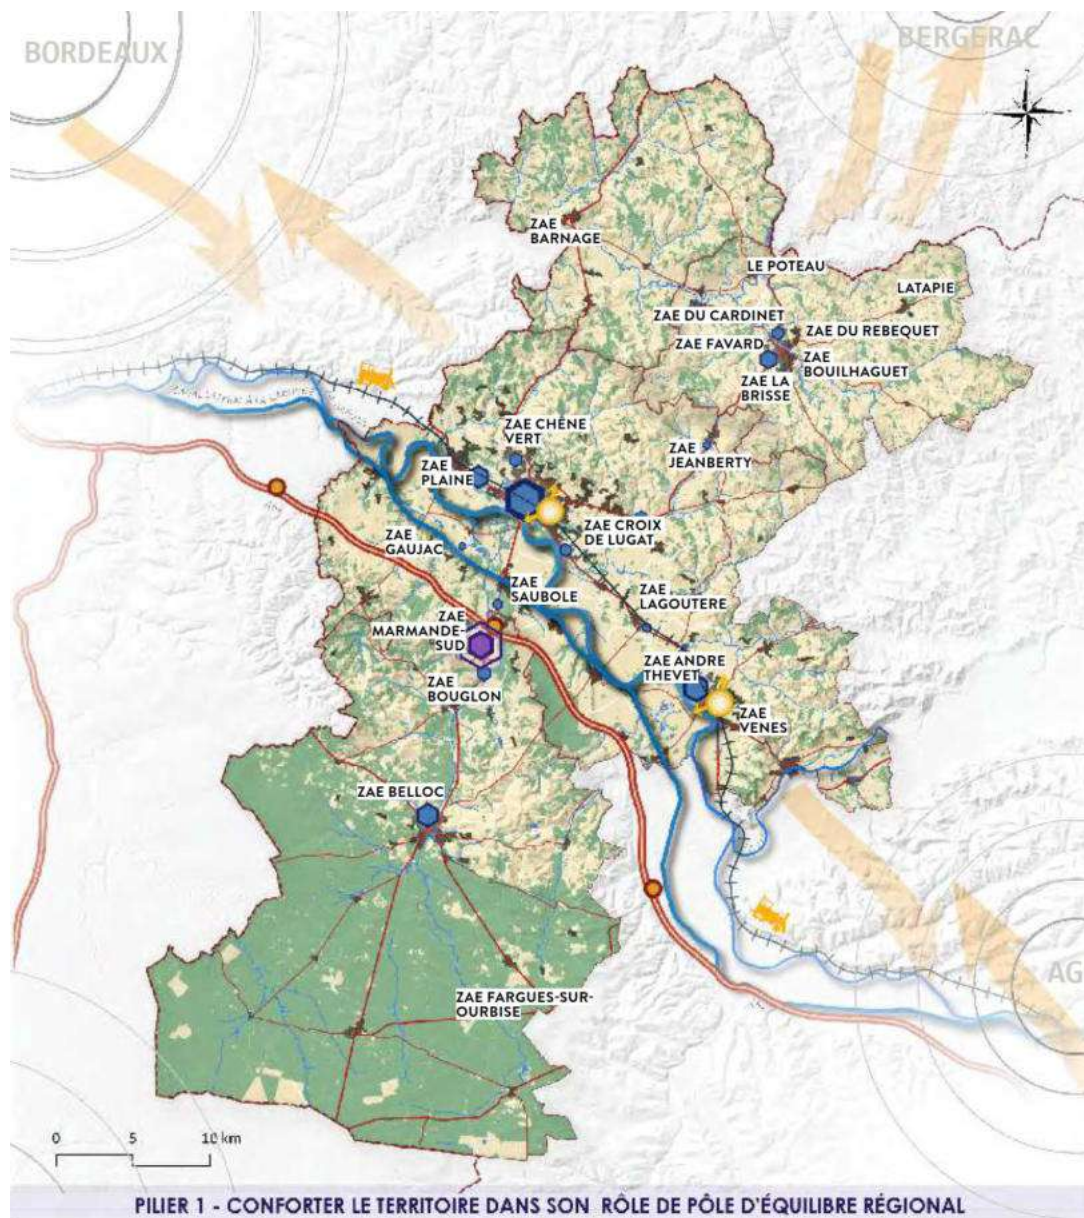 BORDEAUX
BERGERAC
ZAE
BARNAGE
LE POTEAU
LATAPIE
ZAE DU CARDINET
ZAE DU REBEQUET
ZAE FAVARD
ZAE
BOUILHAGUET
ZAE LA
BRISSE
ZAE CHÊNE
VERT
ZAE
JEANBERTY
ZAE
PLAINE
ZAE CROIX
DE LUGAT
ZAE
GAUJAC
ZAE
SAUBOLE
ZAE
LAGOUTERE
ZAE
MARMANDE-
SUD
ZAE ANDRE
THEVET
ZAE
BOUGLON
ZAE
VENES
ZAE BELLOC
AG
ZAE FARGUES-SUR-
OURBISE
0 5 10 km
PILIER 1 - CONFORTER LE TERRITOIRE DANS SON RÔLE DE PÔLE D'ÉQUILIBRE RÉGIONAL